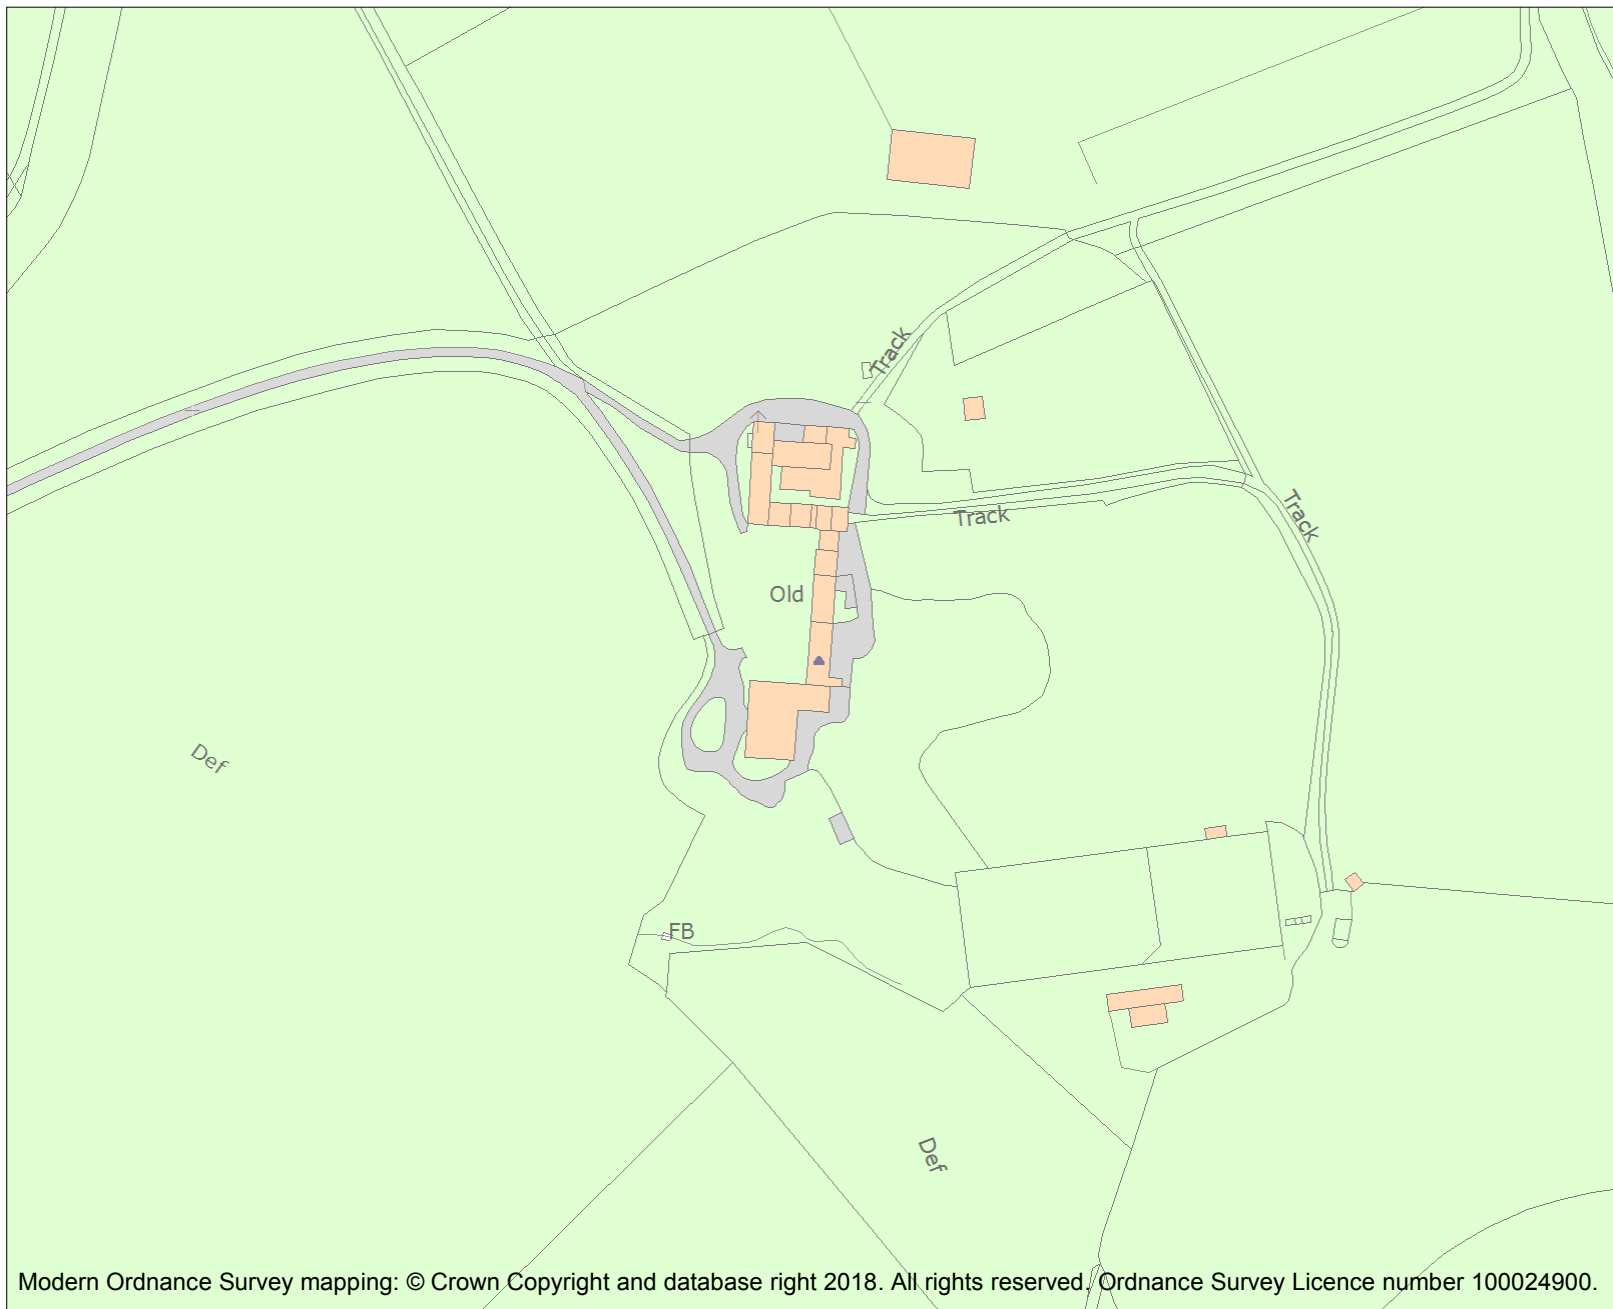 Track
Track
Track
Old
Def
FB
Def
Modern Ordnance Survey mapping: © Crown Copyright and database right 2018. All rights reserved. Ordnance Survey Licence number 100024900.